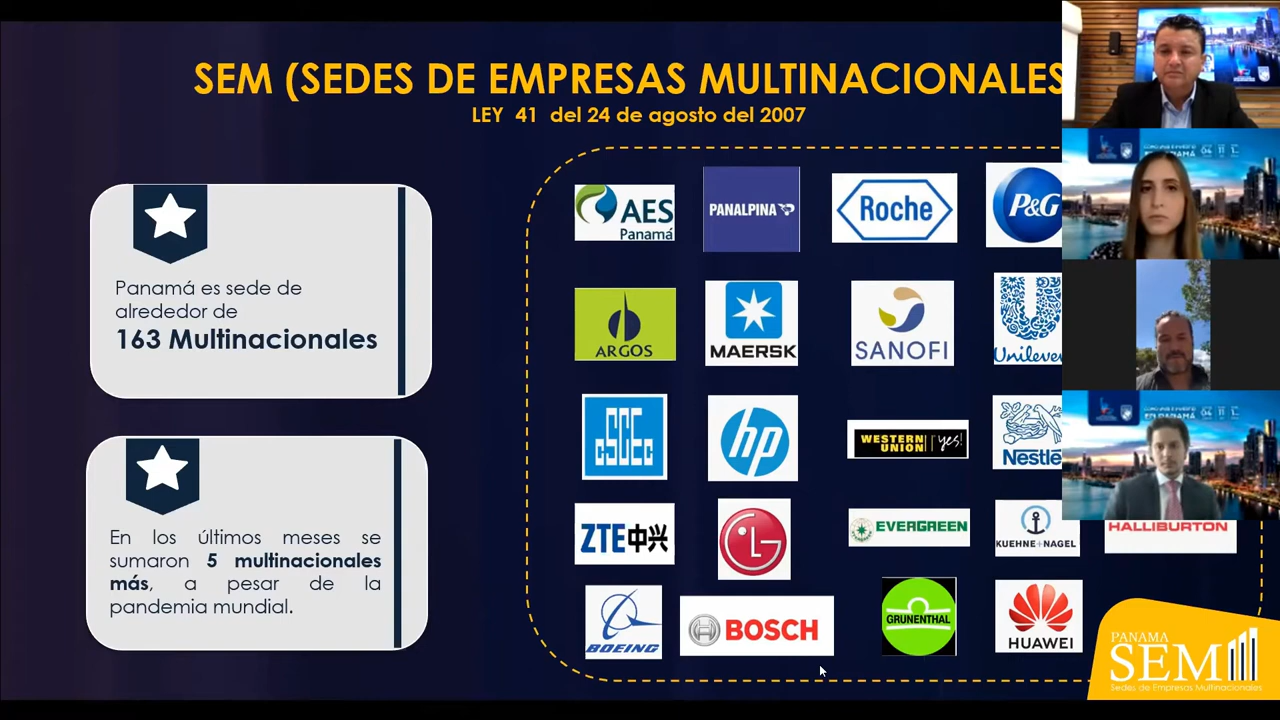 SEM (SEDES DE EMPRESAS MULTINACIONALES
LEY 41 del 24 de agosto del 2007
Panamá es sede de
alrededor de
163 Multinacionales
En los últimos meses se
sumaron 5 multinacionales
más, a pesar de la
pandemia mundial.
AES
Panamá
PANALPINA
Roche
P&G
ARGOS
MAERSK
SANOFI
Unilever
CSCEC
hp
WESTERN
UNION
yes!
Nestlé
ZTE中兴
LG
EVERGREEN
KUEHNE+NAGEL
HALLIBURTON
BOEING
BOSCH
GRUNENTHAL
HUAWEI
PANAMA
SEM
Sedes de Empresas Multinacionales